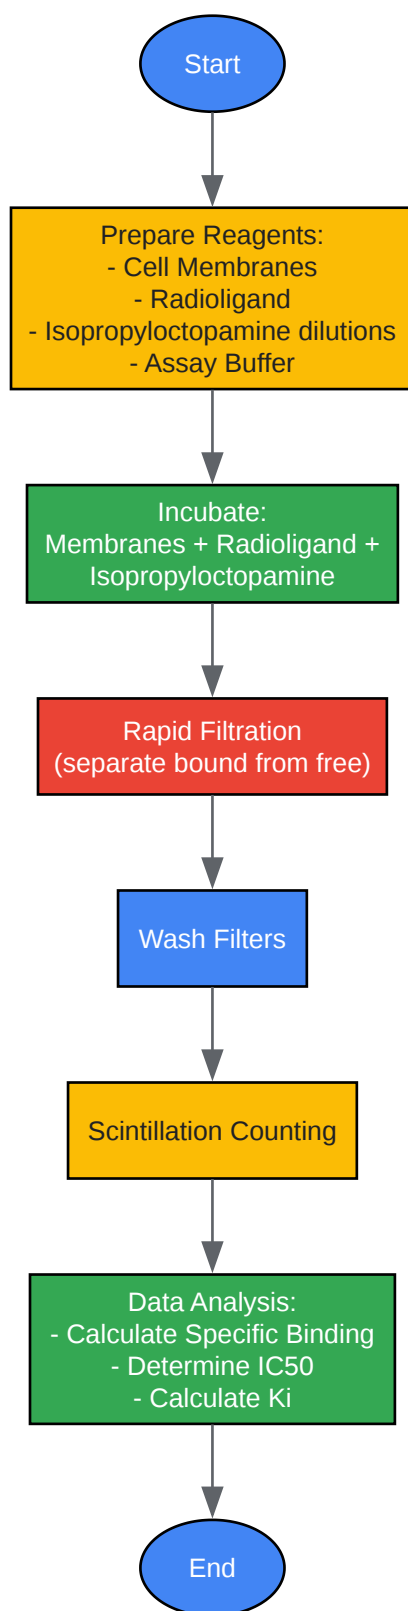 Start
Prepare Reagents:
- Cell Membranes
- Radioligand
- Isopropyloctopamine dilutions
- Assay Buffer
Incubate:
Membranes + Radioligand +
Isopropyloctopamine
Rapid Filtration
(separate bound from free)
Wash Filters
Scintillation Counting
Data Analysis:
- Calculate Specific Binding
- Determine IC50
- Calculate Ki
End